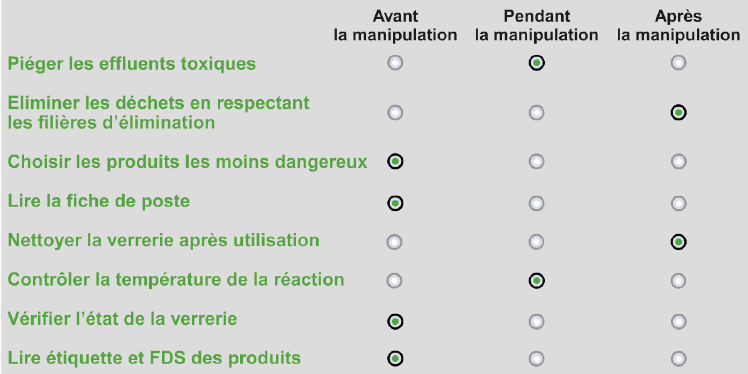 Avant
la manipulation
Pendant
la manipulation
Après
la manipulation
Piéger les effluents toxiques
Eliminer les déchets en respectant
les filières d'élimination
Choisir les produits les moins dangereux
Lire la fiche de poste
Nettoyer la verrerie après utilisation
Contrôler la température de la réaction
Vérifier l'état de la verrerie
Lire étiquette et FDS des produits